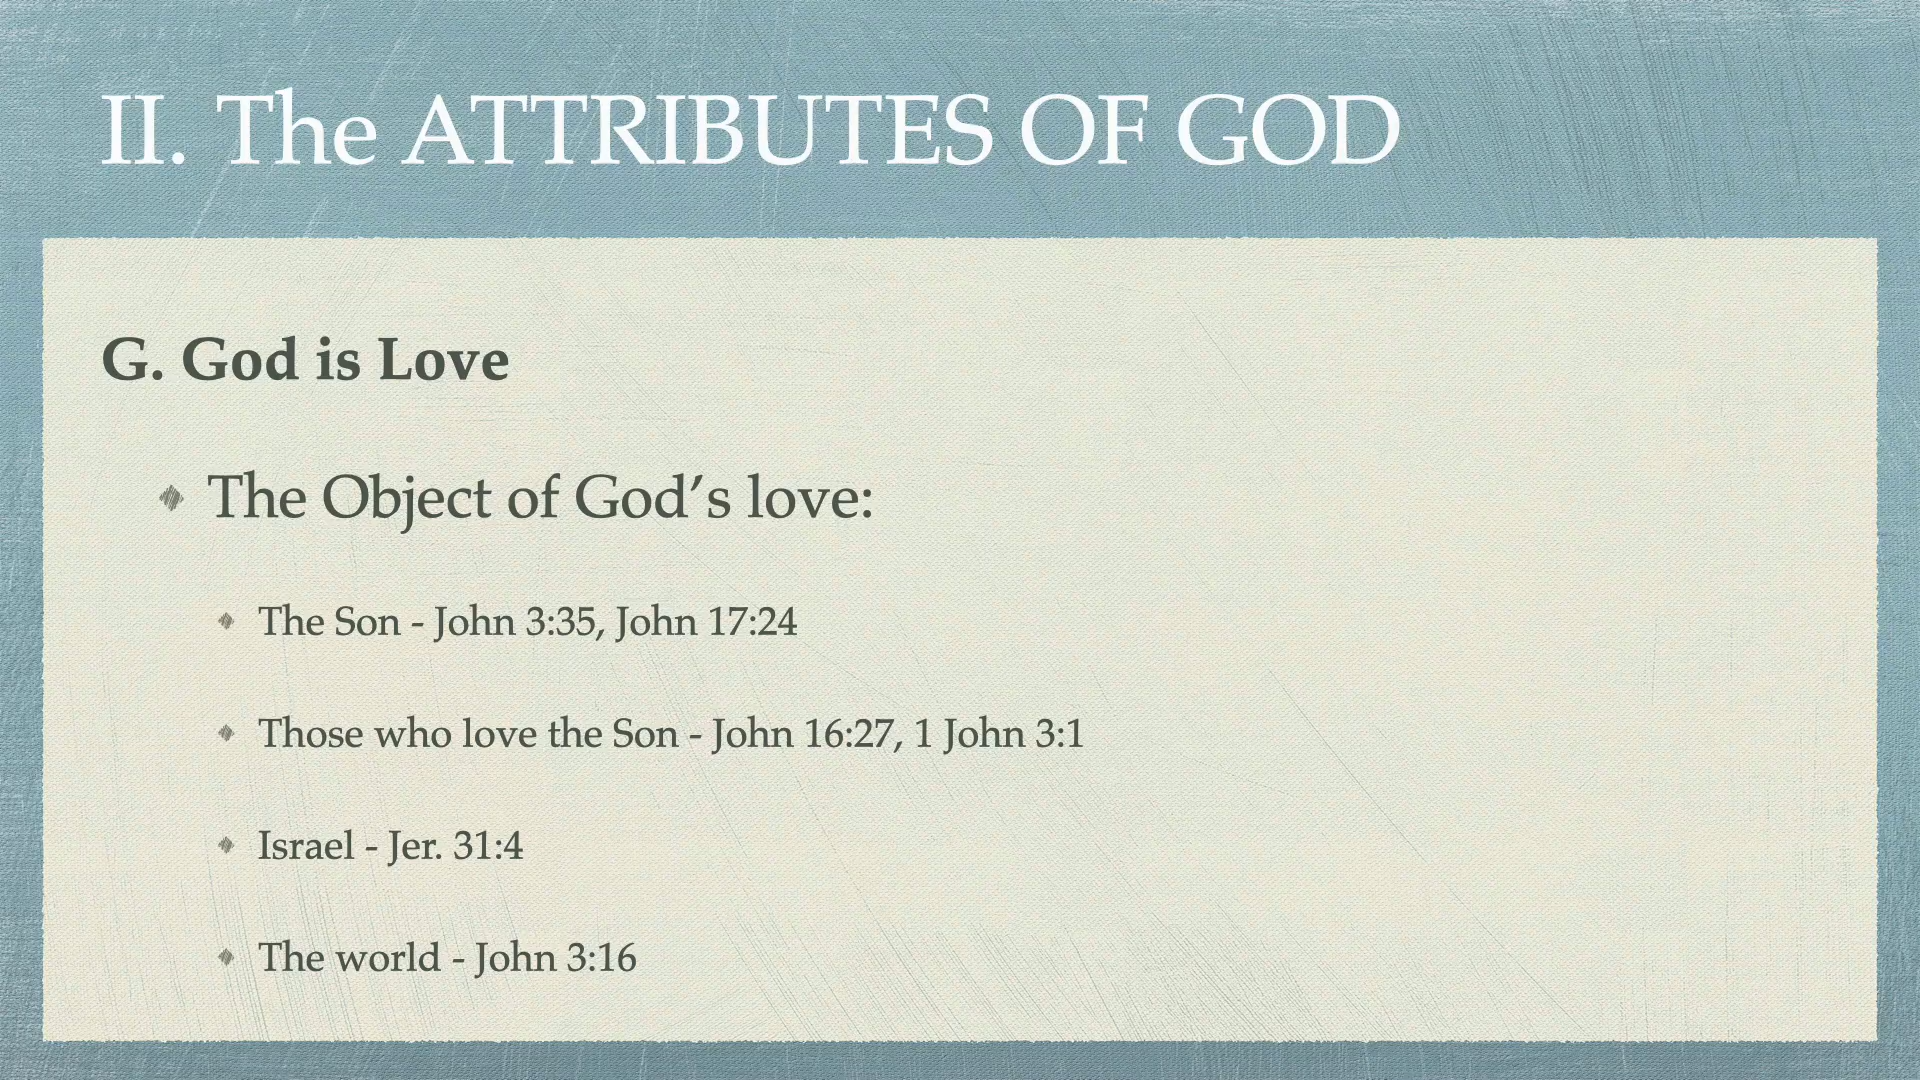 II. The ATTRIBUTES OF GOD
G. God is Love
The Object of God’s love:
The Son - John 3:35, John 17:24
Those who love the Son - John 16:27, 1 John 3:1
Israel - Jer. 31:4
The world - John 3:16